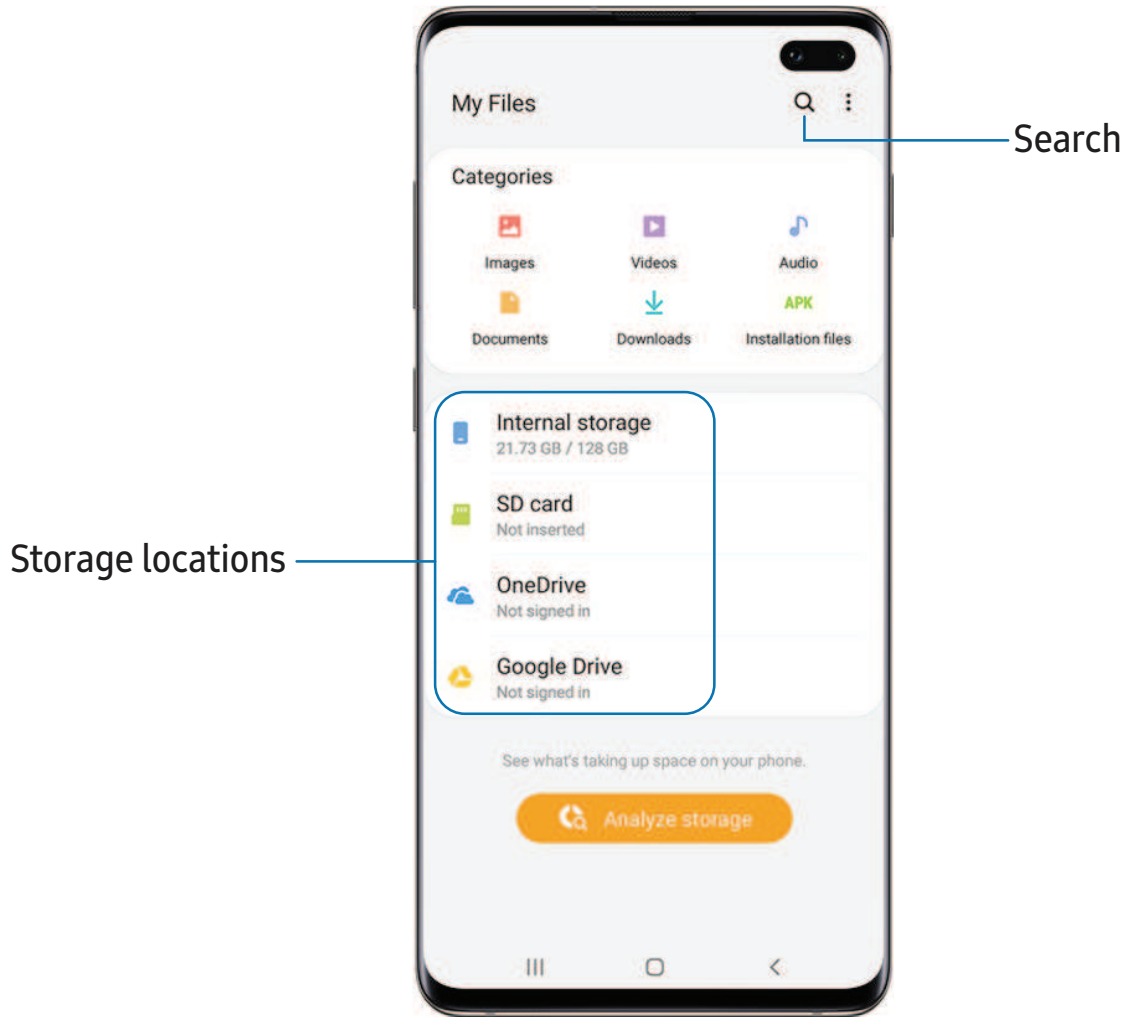 My Files
Search
Categories
Images Videos Audio
APK
Documents Downloads Installation files
Internal storage
21.73 GB / 128 GB
SD card
Not inserted
Storage locations
OneDrive
Not signed in
Google Drive
Not signed in
See what's taking up space on your phone.
Analyze storage